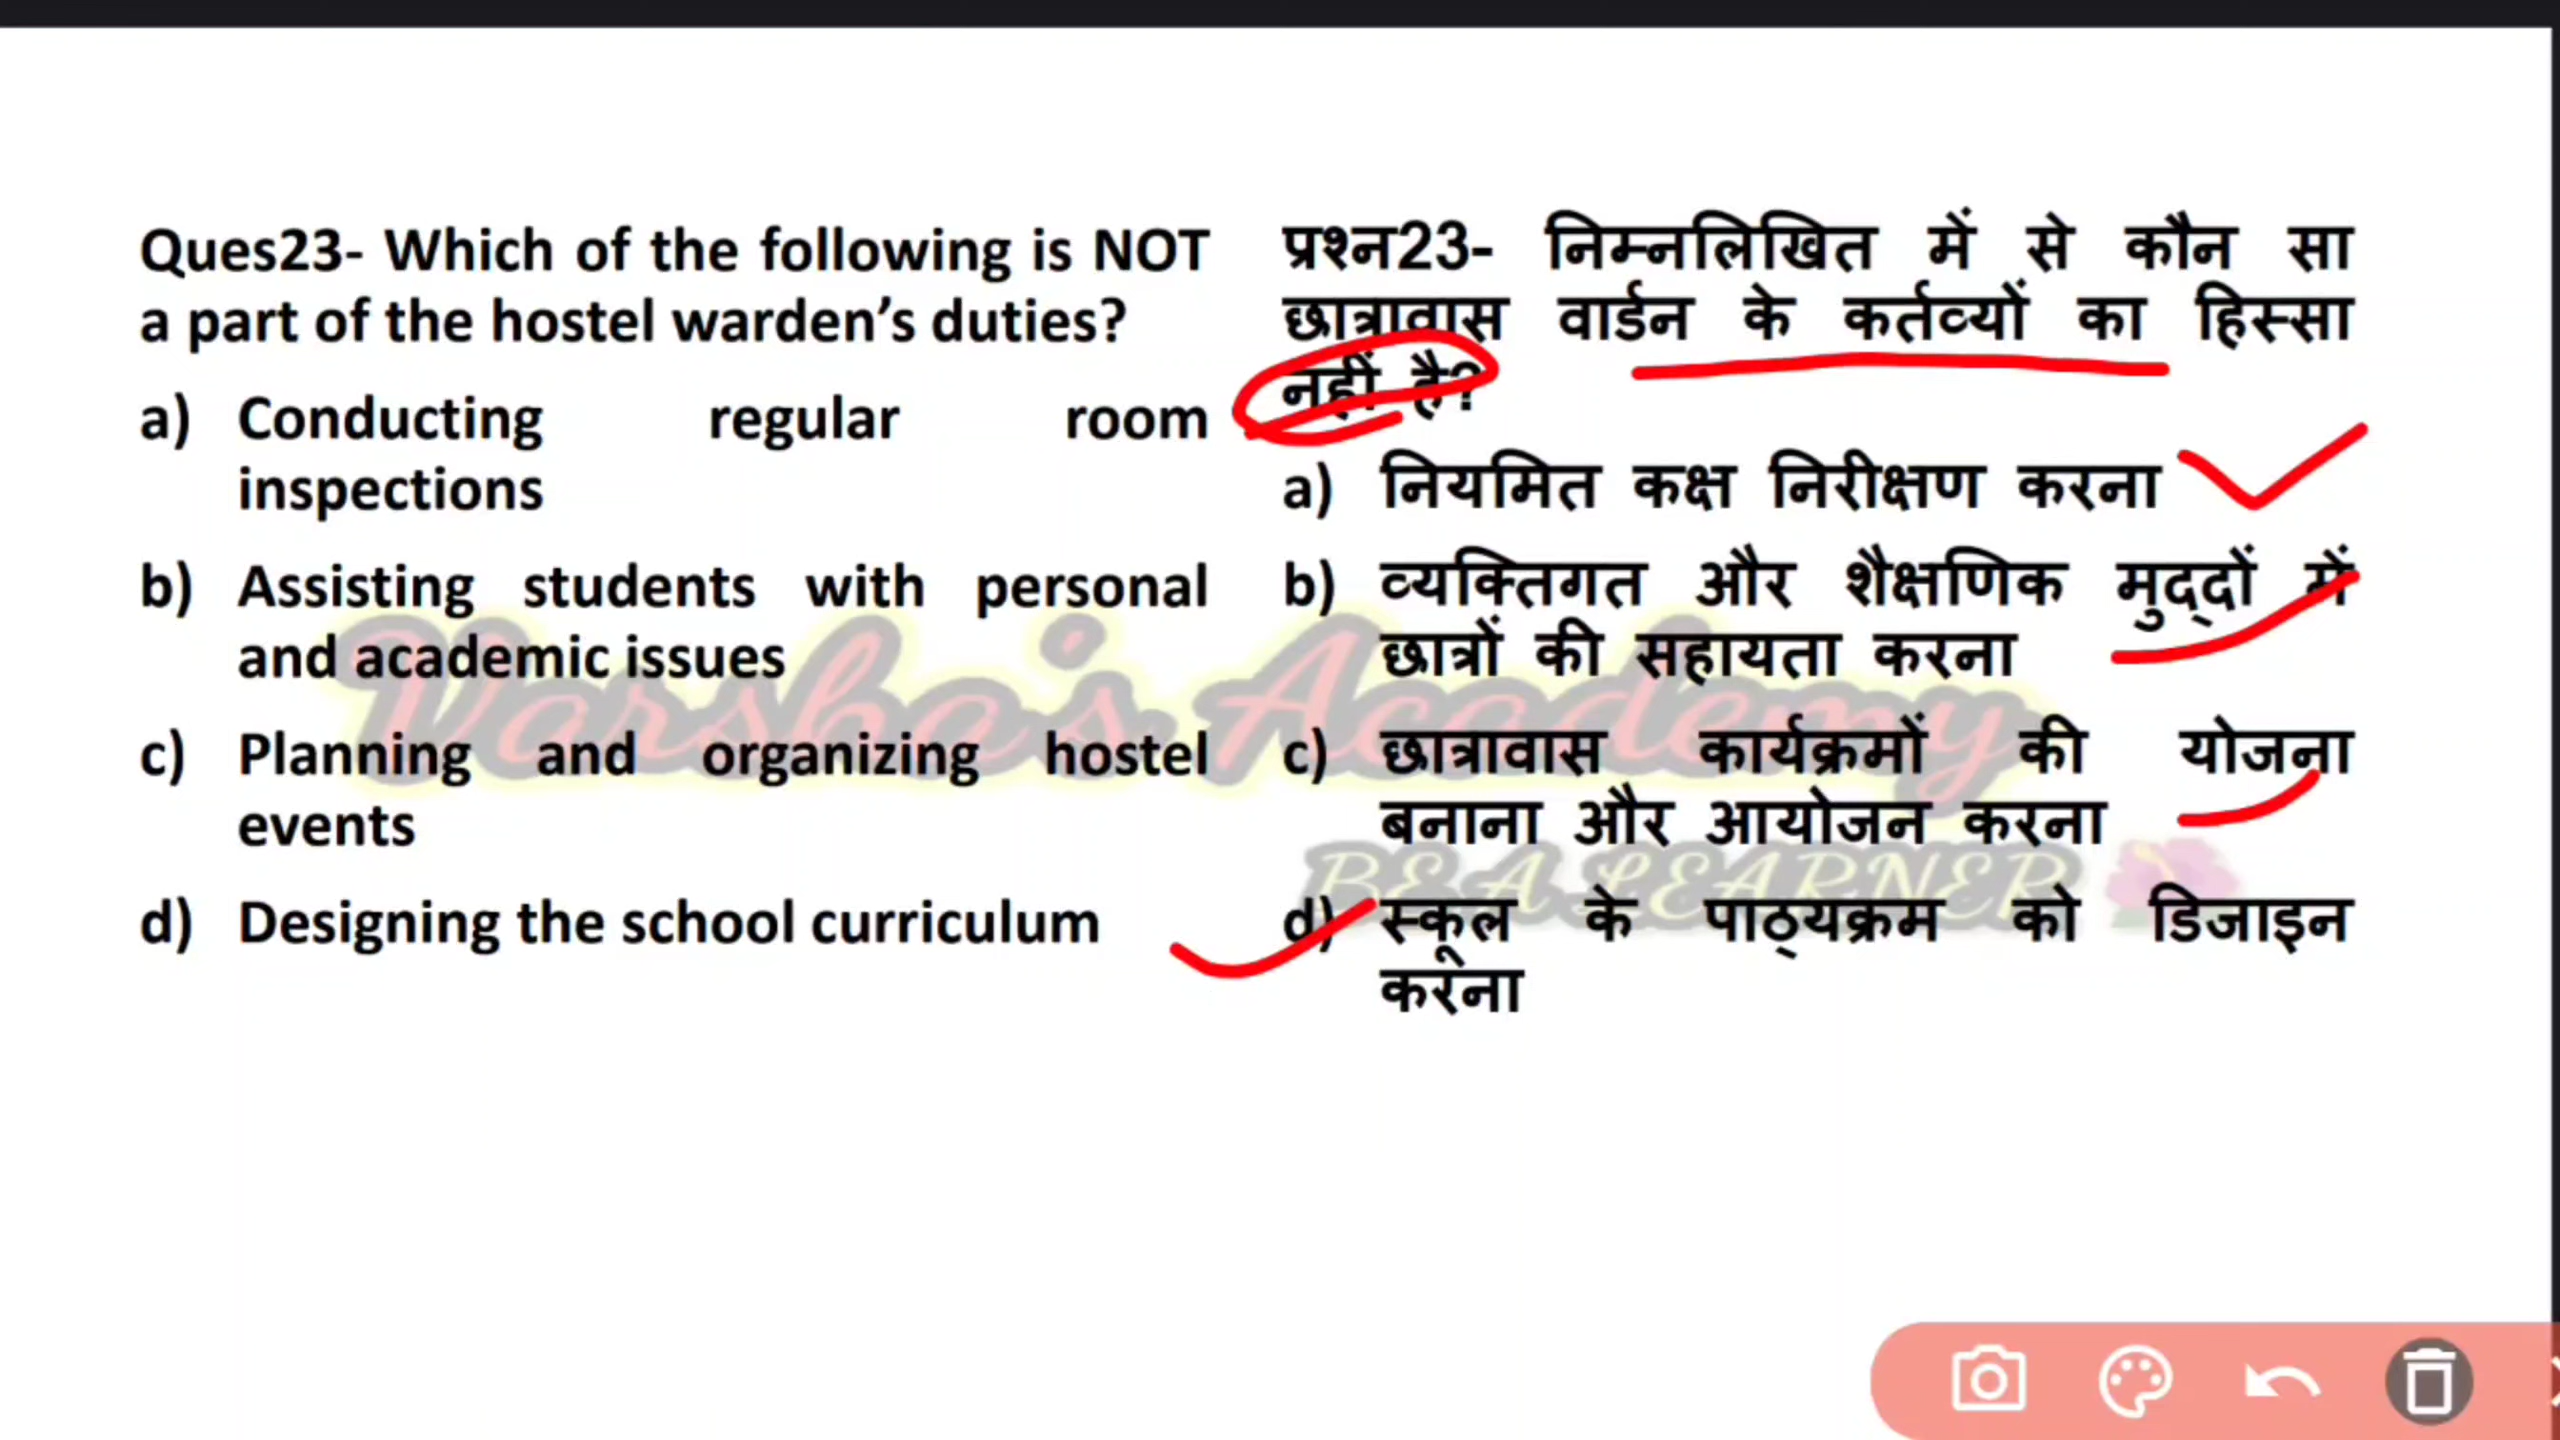 Ques23- Which of the following is NOT
a part of the hostel warden’s duties?
a) Conducting regular room
inspections
b) Assisting students with personal
and academic issues
c) Planning and organizing hostel
events
d) Designing the school curriculum
प्रश्न23- निम्नलिखित में से कौन सा
छात्रावास वार्डन के कर्तव्यों का हिस्सा
नहीं है?
a) नियमित कक्ष निरीक्षण करना
b) व्यक्तिगत और शैक्षणिक मुद्दों में
छात्रों की सहायता करना
c) छात्रावास कार्यक्रमों की योजना
बनाना और आयोजन करना
d) स्कूल के पाठ्यक्रम को डिजाइन
करना
Varsha's Academy
BE A LEARNER